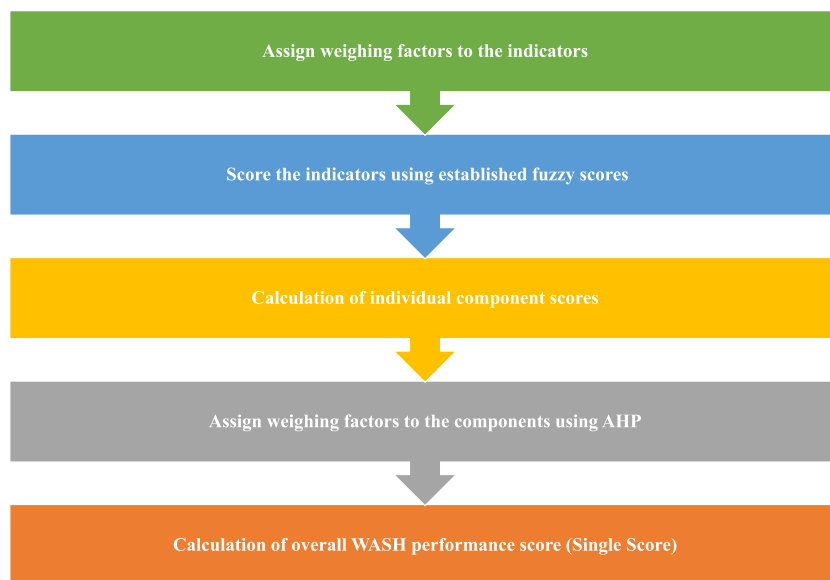 Assign weighing factors to the indicators
Score the indicators using established fuzzy scores
Calculation of individual component scores
Assign weighing factors to the components using AHP
Calculation of overall WASH performance score (Single Score)